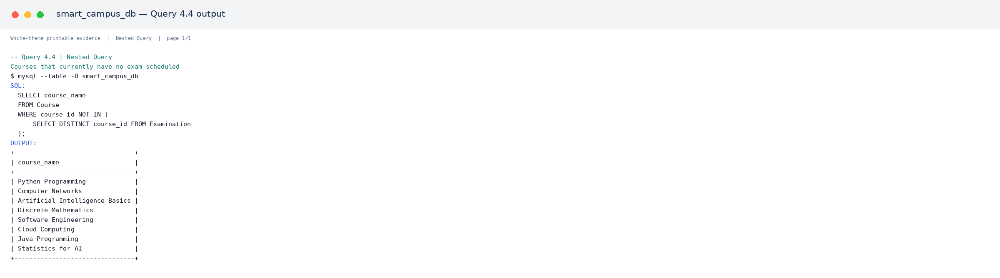 smart_campus_db — Query 4.4 output
White-theme printable evidence  |  Nested Query  |  page 1/1
-- Query 4.4 | Nested Query
Courses that currently have no exam scheduled
$ mysql --table -D smart_campus_db
SQL:
  SELECT course_name
  FROM Course
  WHERE course_id NOT IN (
      SELECT DISTINCT course_id FROM Examination
  );
OUTPUT:
+--------------------------------+
| course_name                    |
+--------------------------------+
| Python Programming             |
| Computer Networks              |
| Artificial Intelligence Basics |
| Discrete Mathematics           |
| Software Engineering           |
| Cloud Computing                |
| Java Programming               |
| Statistics for AI              |
+--------------------------------+